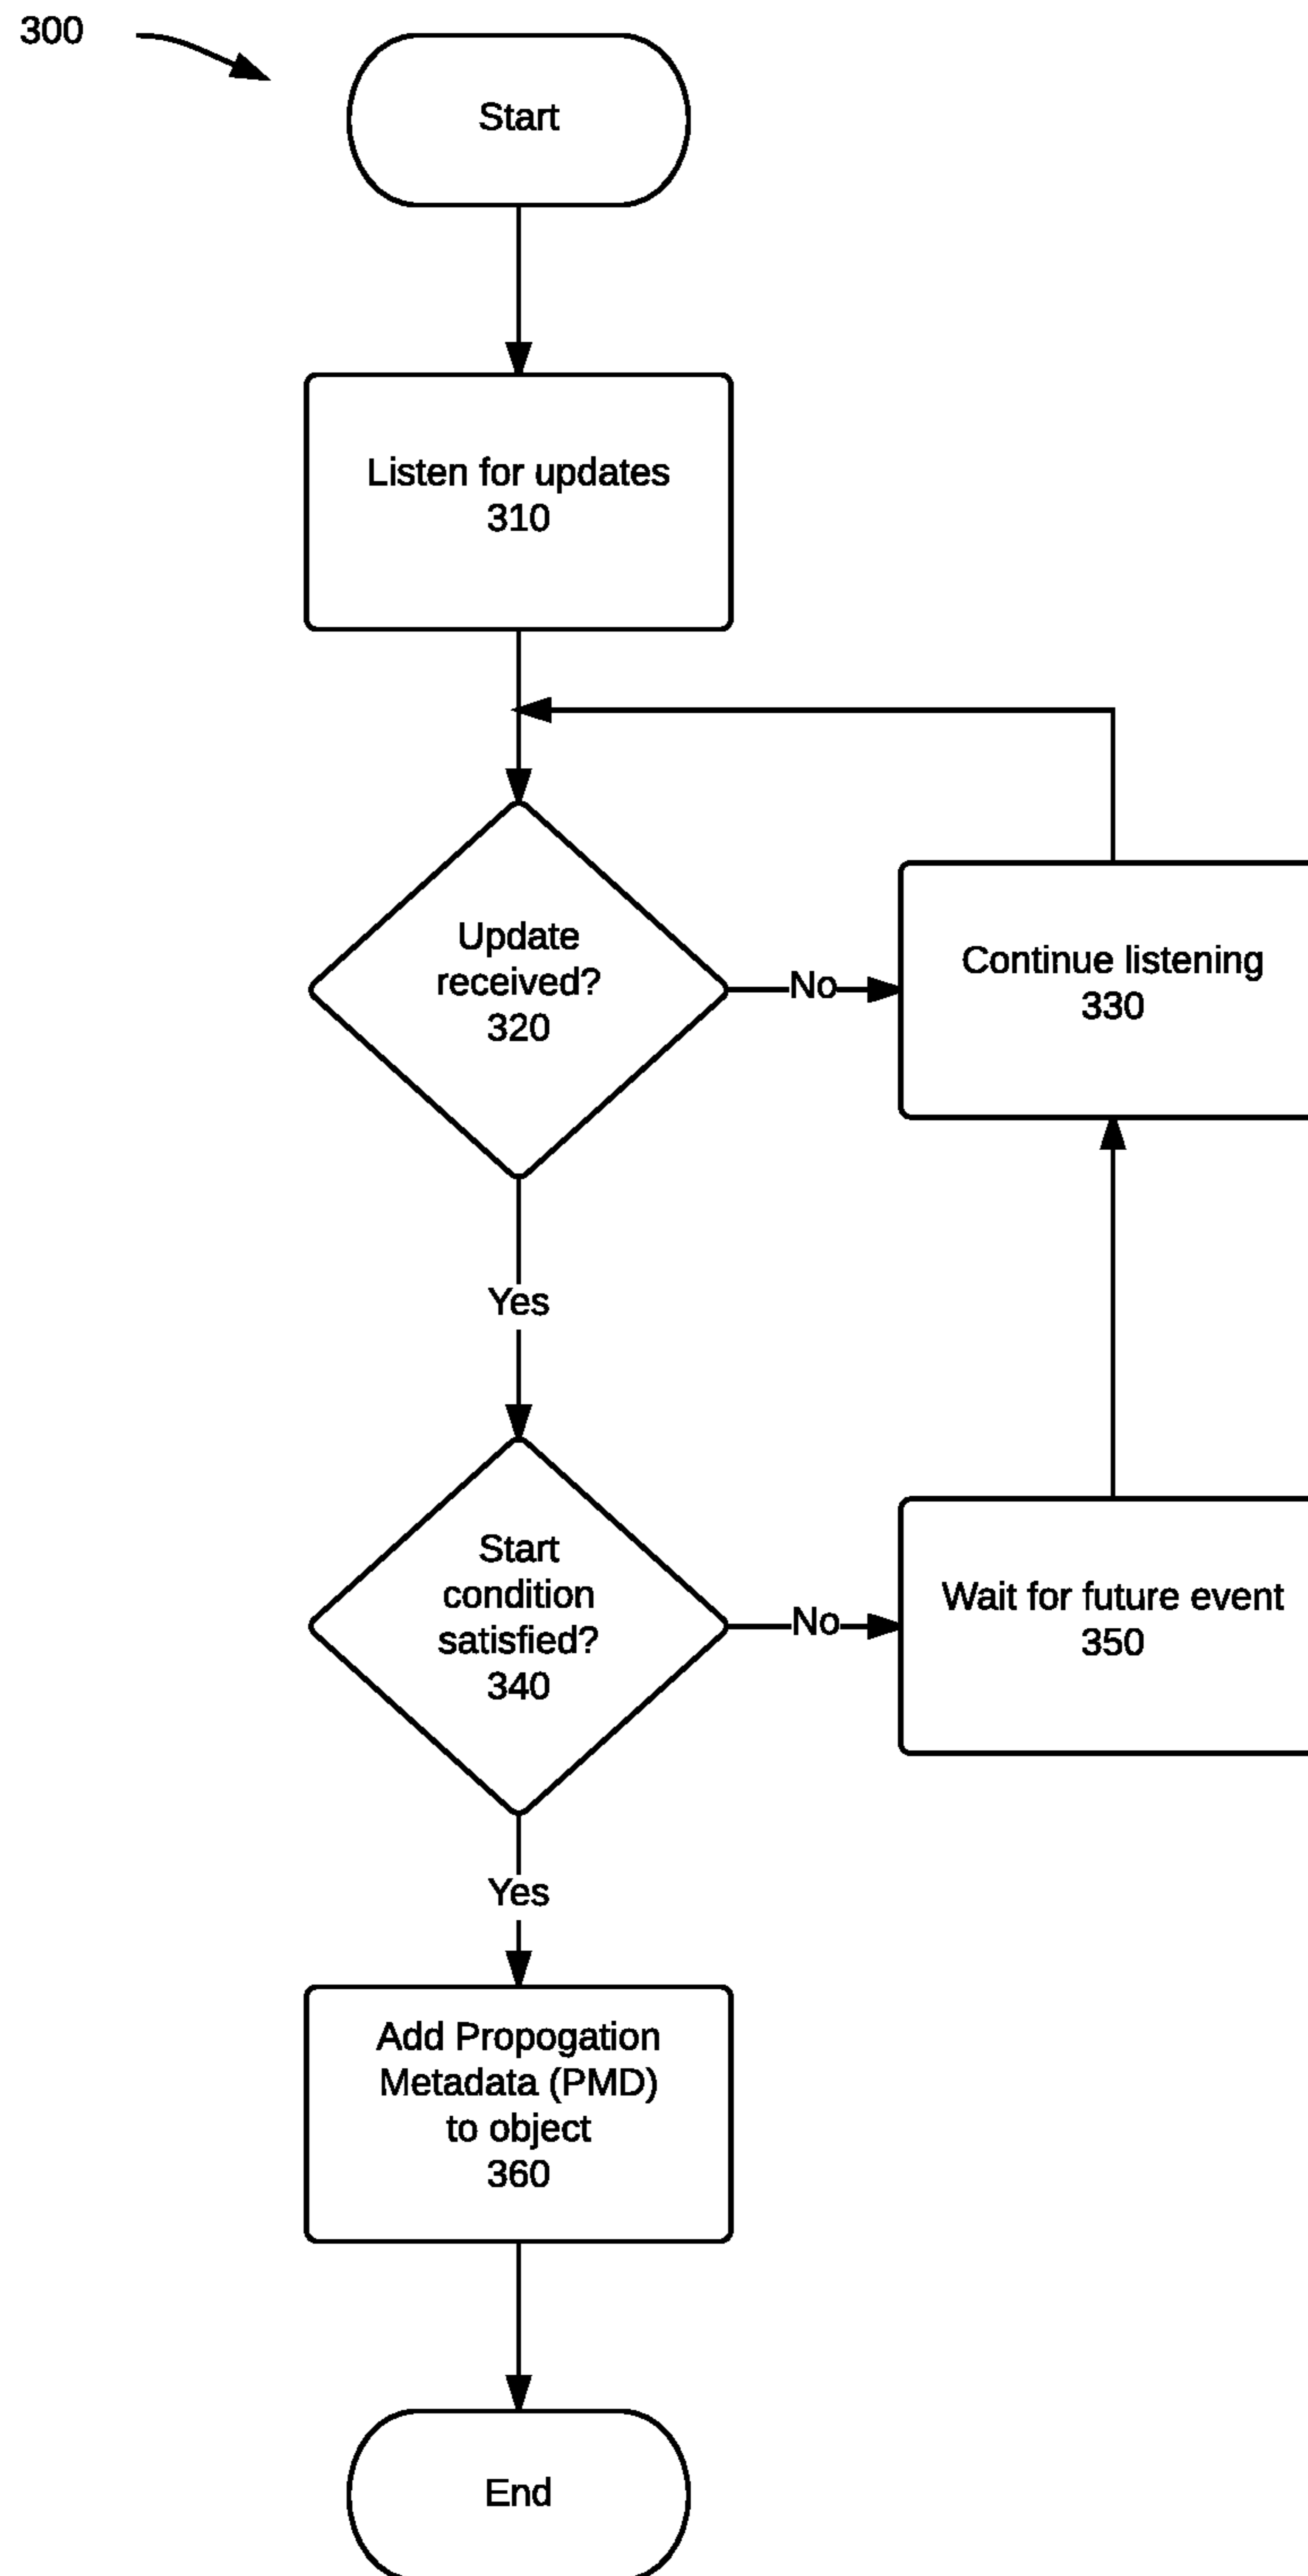 300
Start
Listen for updates
310
Update
received?
320
No
Continue listening
330
Yes
Start
condition
satisfied?
340
No
Wait for future event
350
Yes
Add Propogation
Metadata (PMD)
to object
360
End